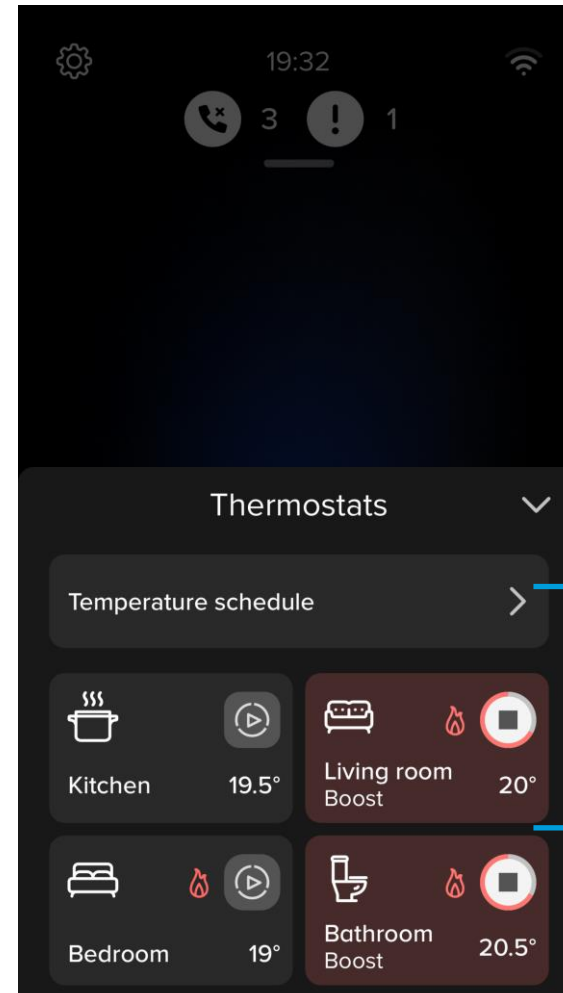 19:32
3 1
Thermostats
Temperature schedule
Kitchen 19.5°
Living room 20°
Boost
Bedroom 19°
Bathroom 20.5°
Boost